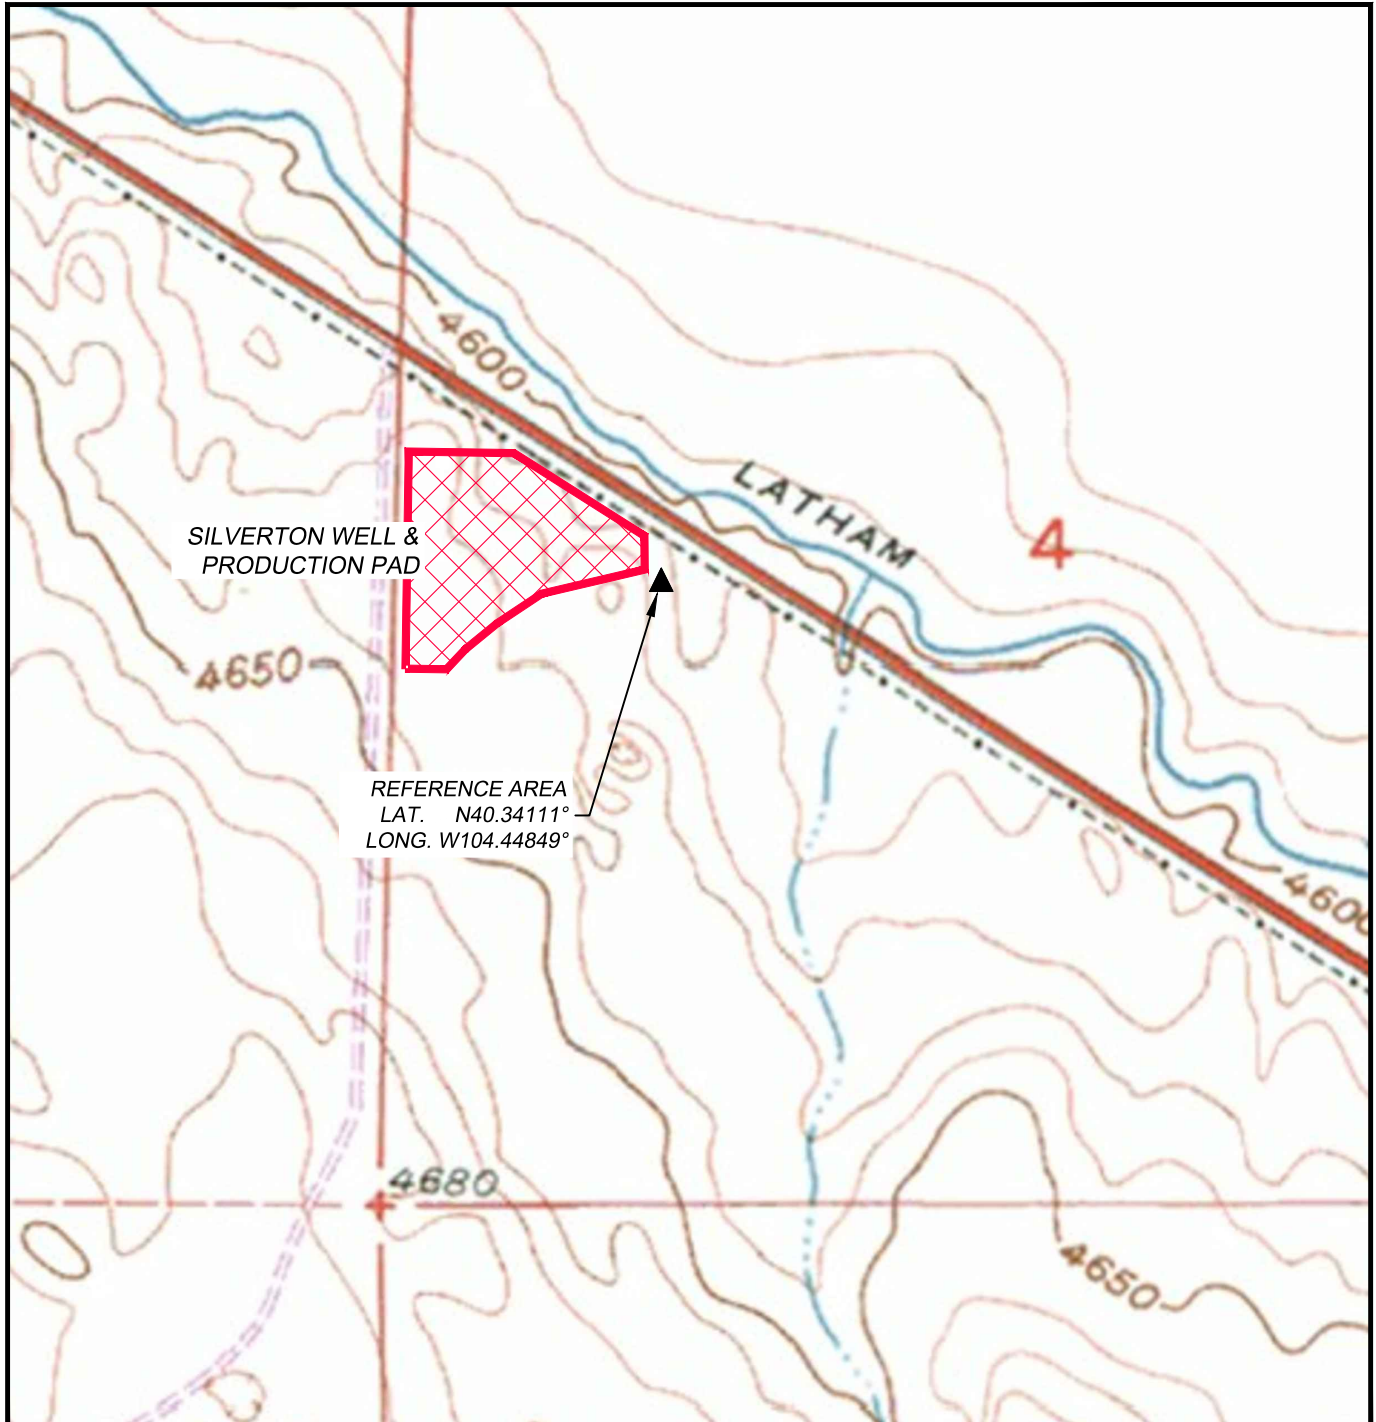 4600
LATHAM
4
SILVERTON WELL &
PRODUCTION PAD
4650
REFERENCE AREA
LAT. N40.34111°
LONG. W104.44849°
4600
4680
4650